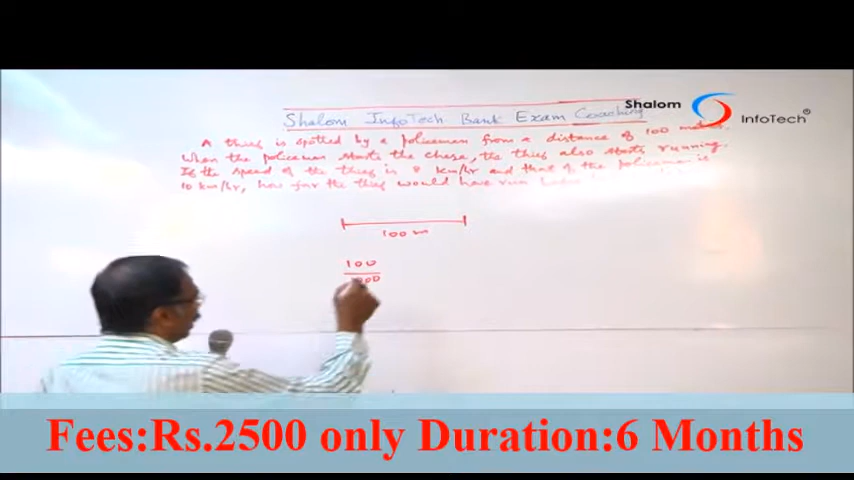 Shalom
InfoTech®
Shalom InfoTech Bank Exam Coaching
A thief is spotted by a policeman from a distance of 100
When the policeman starts the chase, the thief also starts running.
If the speed of the thief is 8 km/hr and that of the policeman is
10 km/hr, how far the thief would have run
100 m
100
Fees:Rs.2500 only Duration:6 Months